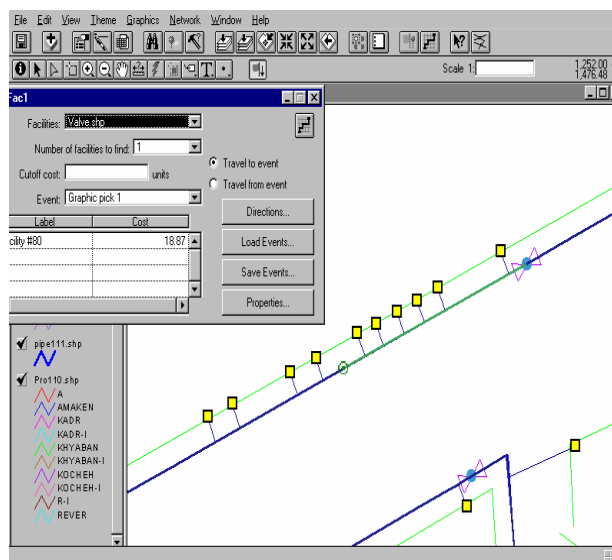 File Edit View Theme Graphics Network Window Help
Scale 1:
1,252.00
1,476.48
Fac1
Facilities: Valve.shp
Number of facilities to find: 1
Travel to event
Cutoff cost: units
Travel from event
Event: Graphic pick 1
Directions...
Label Cost
cility #80 18.87
Load Events...
Save Events...
Properties...
pipe111.shp
Pro110.shp
A
AMAKEN
KADR
KADR-I
KHYABAN
KHYABAN-I
KOCHEH
KOCHEH-I
R-I
REVER